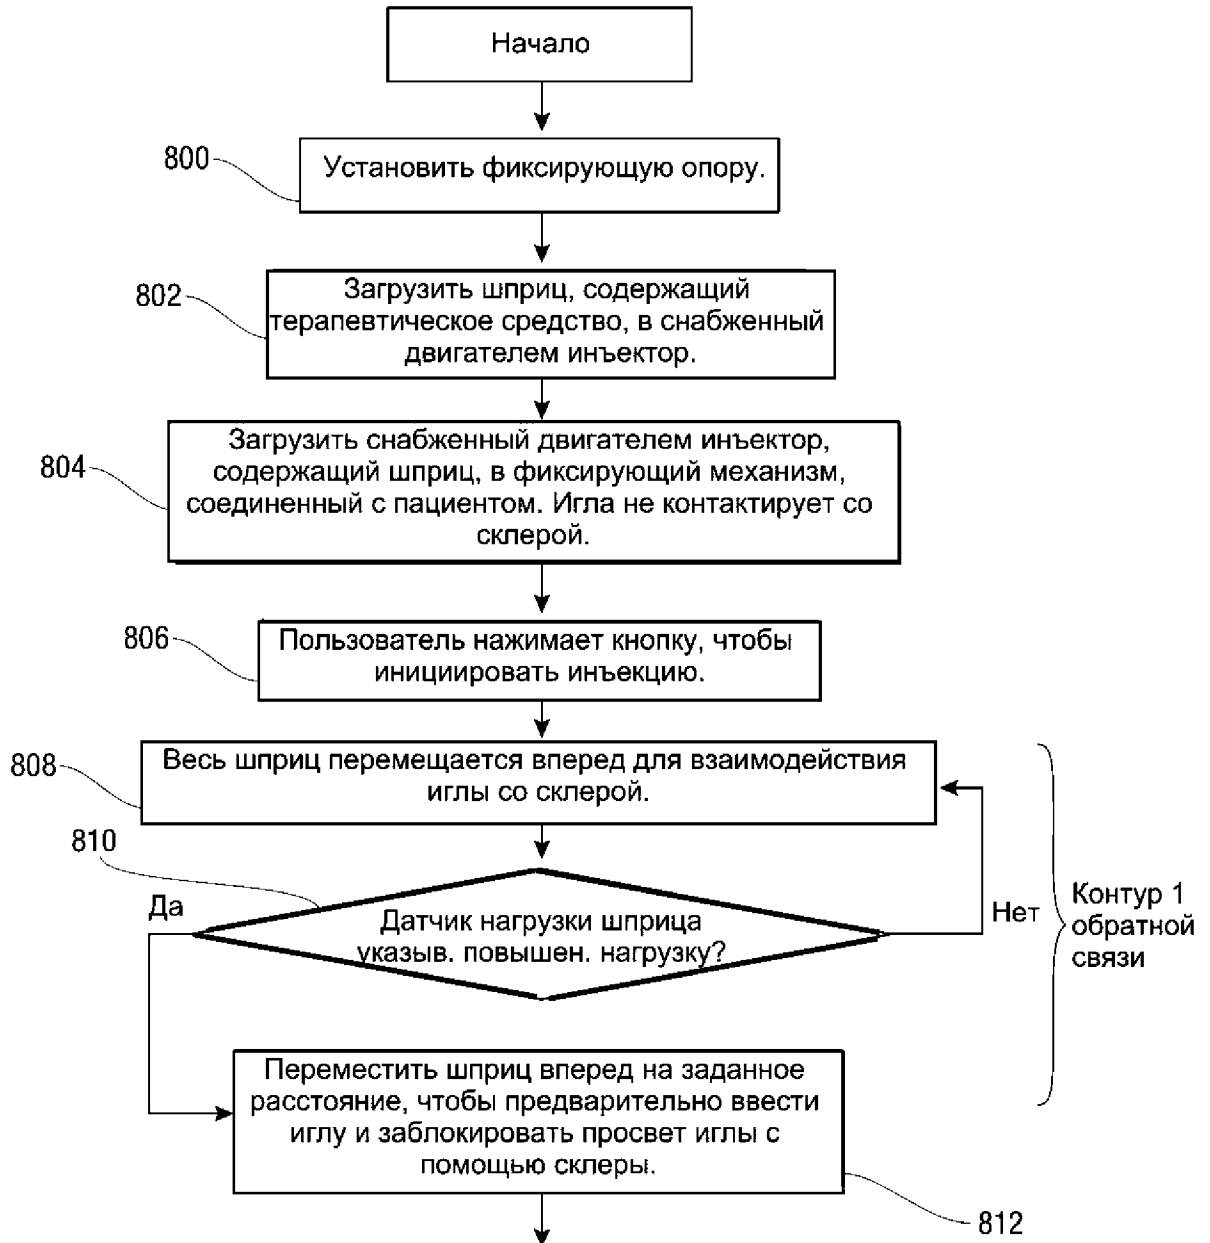 Начало
800
Установить фиксирующую опору.
802
Загрузить шприц, содержащий
терапевтическое средство, в снабженный
двигателем инъектор.
804
Загрузить снабженный двигателем инъектор,
содержащий шприц, в фиксирующий механизм,
соединенный с пациентом. Игла не контактирует со
склерой.
806
Пользователь нажимает кнопку, чтобы
инициировать инъекцию.
808
Весь шприц перемещается вперед для взаимодействия
иглы со склерой.
810
Да
Датчик нагрузки шприца
указыв. повышен. нагрузку?
Нет
Контур 1
обратной
связи
Переместить шприц вперед на заданное
расстояние, чтобы предварительно ввести
иглу и заблокировать просвет иглы с
помощью склеры.
812